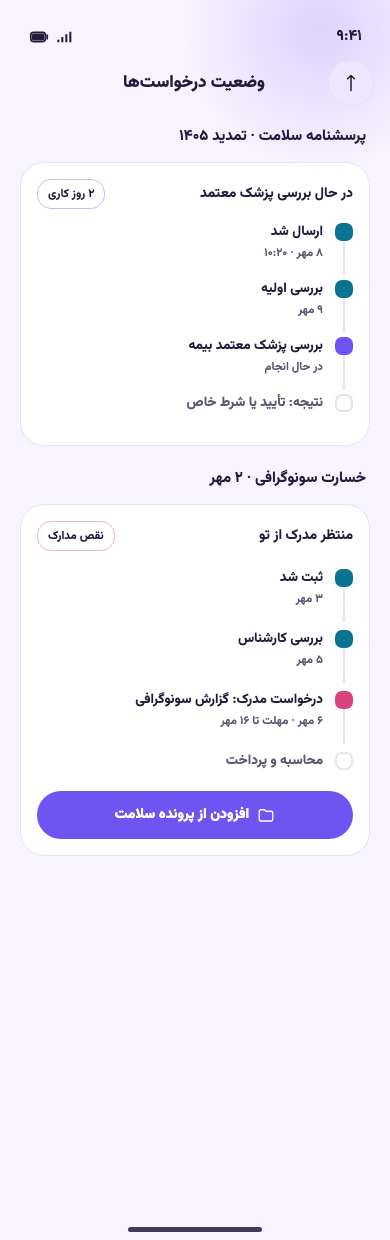 ۹:۴۱
وضعیت درخواست‌ها
پرسشنامه سلامت · تمدید ۱۴۰۵
در حال بررسی پزشک معتمد
۲ روز کاری
ارسال شد
۸ مهر · ۱۰:۲۰
بررسی اولیه
۹ مهر
بررسی پزشک معتمد بیمه
در حال انجام
نتیجه: تأیید یا شرط خاص
خسارت سونوگرافی · ۲ مهر
منتظر مدرک از تو
نقص مدارک
ثبت شد
۳ مهر
بررسی کارشناس
۵ مهر
درخواست مدرک: گزارش سونوگرافی
۶ مهر · مهلت تا ۱۶ مهر
محاسبه و پرداخت
افزودن از پرونده سلامت